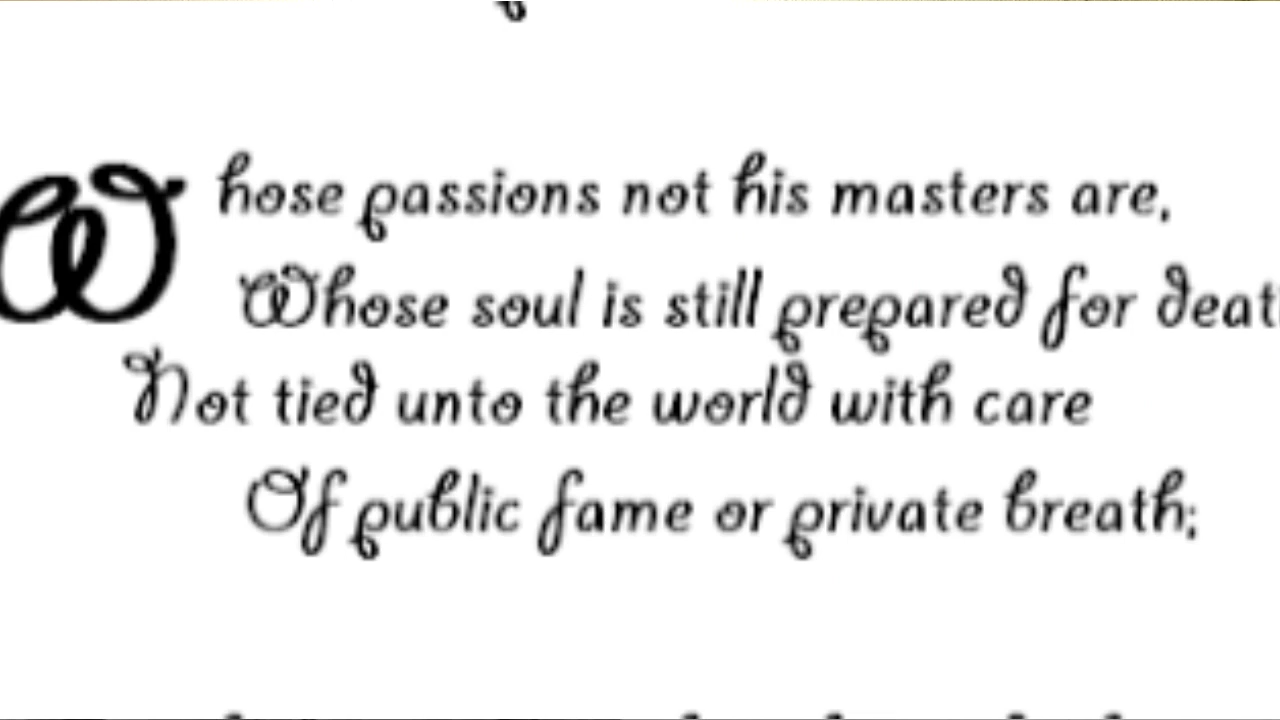 Whose passions not his masters are,
Whose soul is still prepared for death
Not tied unto the world with care
Of public fame or private breath;